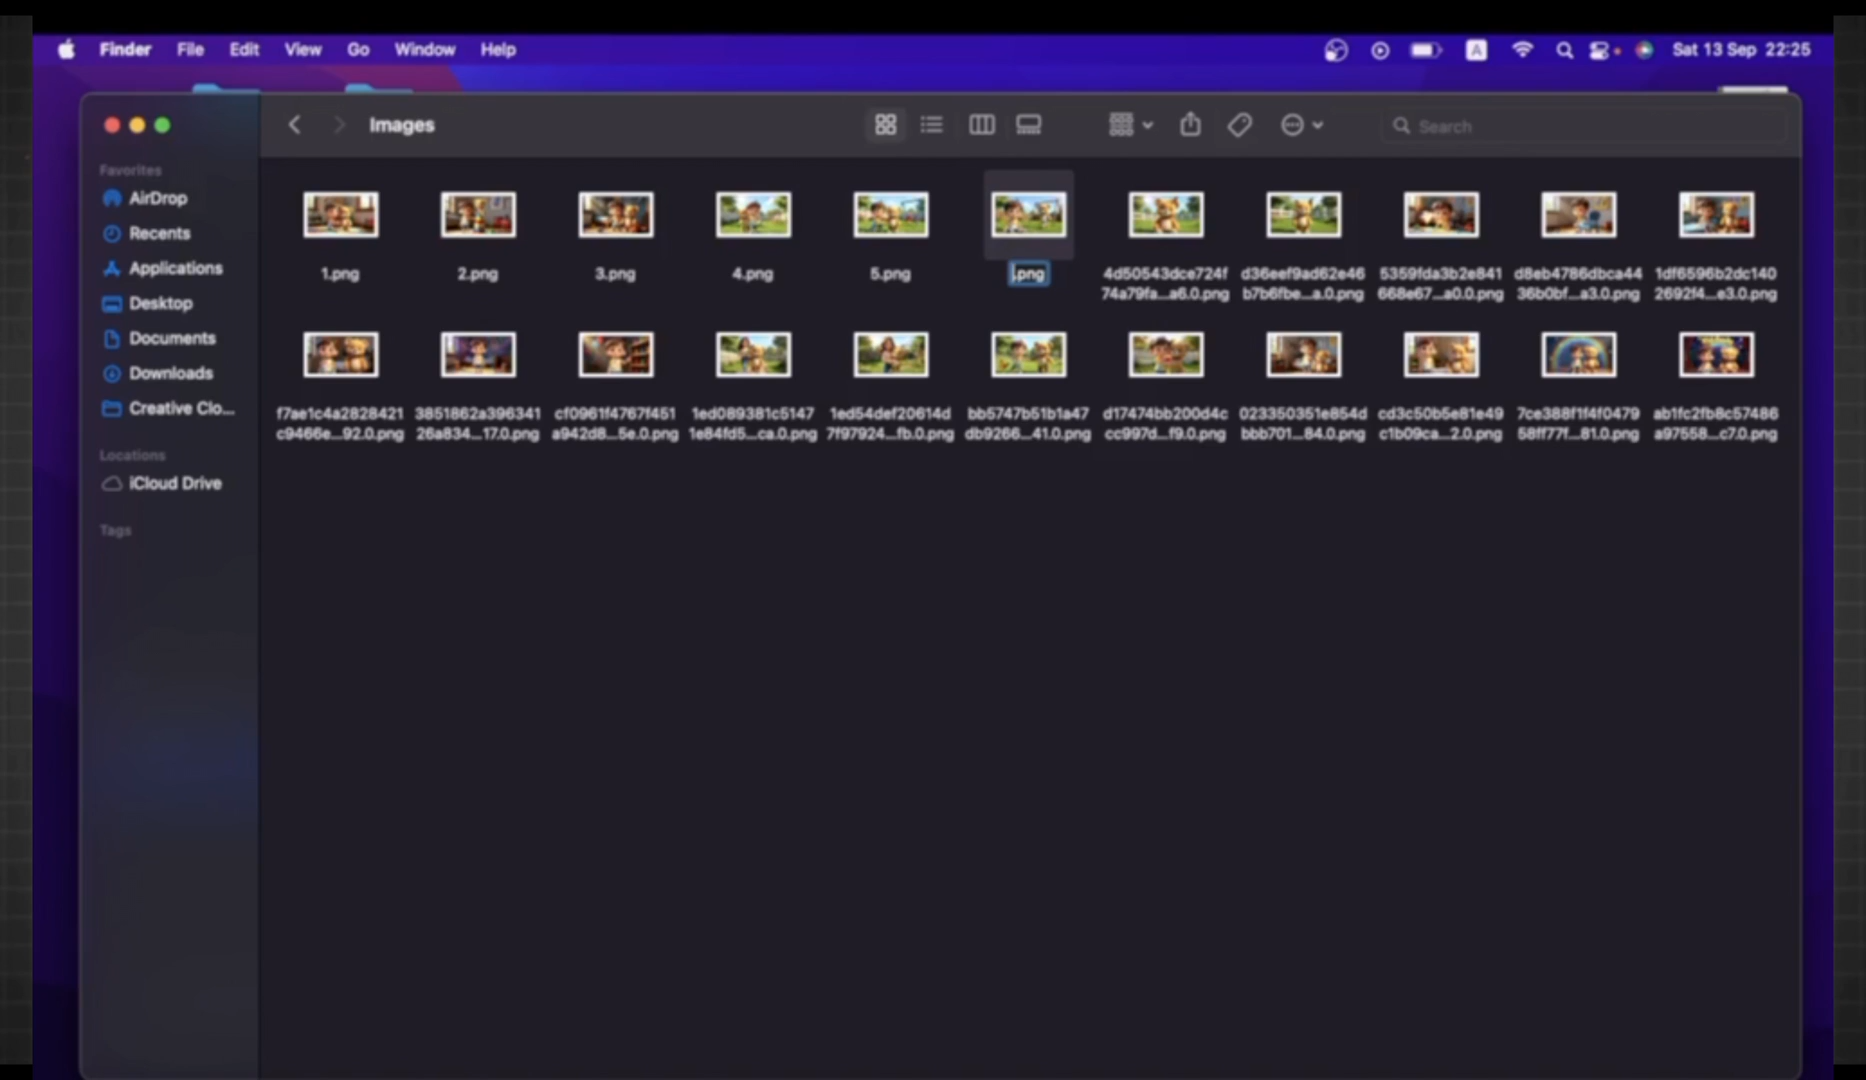 Finder File Edit View Go Window Help
A
Sat 13 Sep 22:25
Images
Search
Favorites
AirDrop
Recents
Applications
Desktop
Documents
Downloads
Creative Clo...
Locations
iCloud Drive
Tags
1.png
2.png
3.png
4.png
5.png
.png
4d50543dce724f
74a79fa...a6.0.png
d36eef9ad62e46
b7b6fbe...a.0.png
5359fda3b2e841
668e67...a0.0.png
d8eb4786dbca44
36b0bf...a3.0.png
1df6596b2dc140
2692f4...e3.0.png
f7ae1c4a2828421
c9466e...92.0.png
3851862a396341
26a834...17.0.png
cf0961f4767f451
a942d8...5e.0.png
1ed089381c5147
1e84fd5...ca.0.png
1ed54def20614d
7f97924...fb.0.png
bb5747b51b1a47
db9266...41.0.png
d17474bb200d4c
cc997d...f9.0.png
023350351e854d
bbb701...84.0.png
cd3c50b5e81e49
c1b09ca...2.0.png
7ce388f1f4f0479
58ff77f...81.0.png
ab1fc2fb8c57486
a97558...c7.0.png